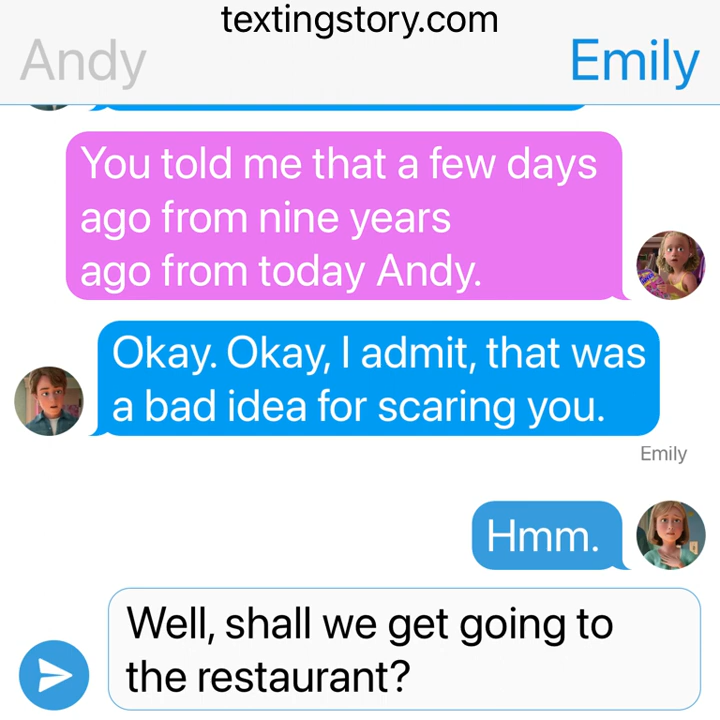 textingstory.com
Andy
Emily
You told me that a few days
ago from nine years
ago from today Andy.
Okay. Okay, I admit, that was
a bad idea for scaring you.
Emily
Hmm.
Well, shall we get going to
the restaurant?